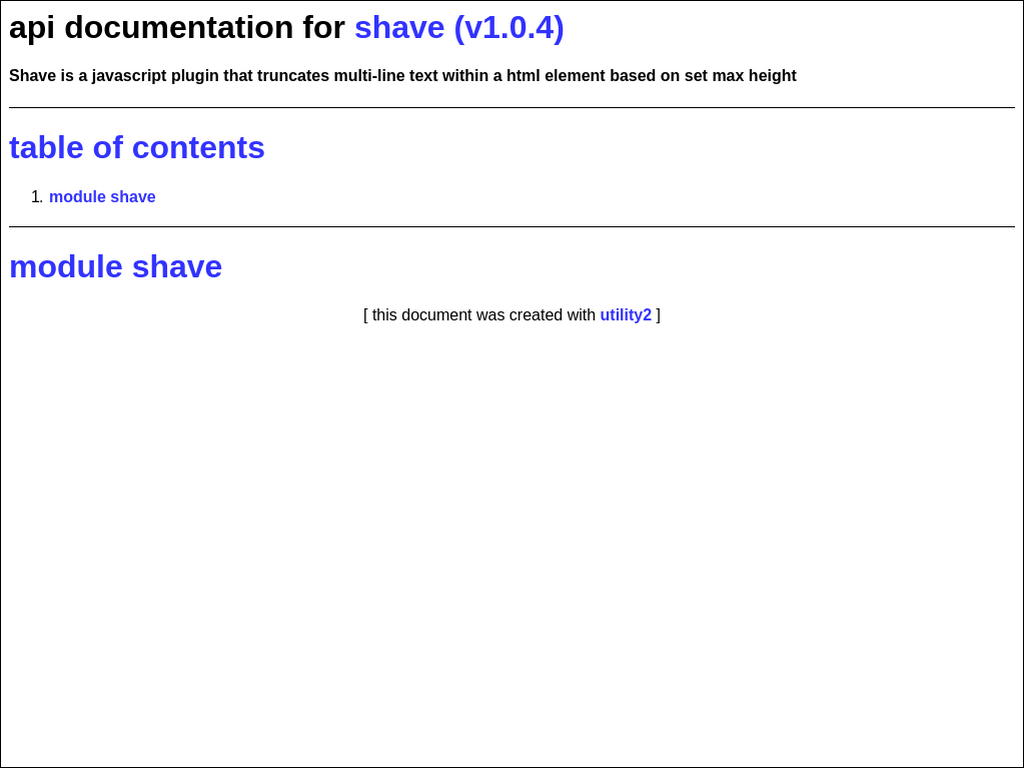 api documentation for shave (v1.0.4)
Shave is a javascript plugin that truncates multi-line text within a html element based on set max height
table of contents
1. module shave
module shave
[ this document was created with utility2 ]